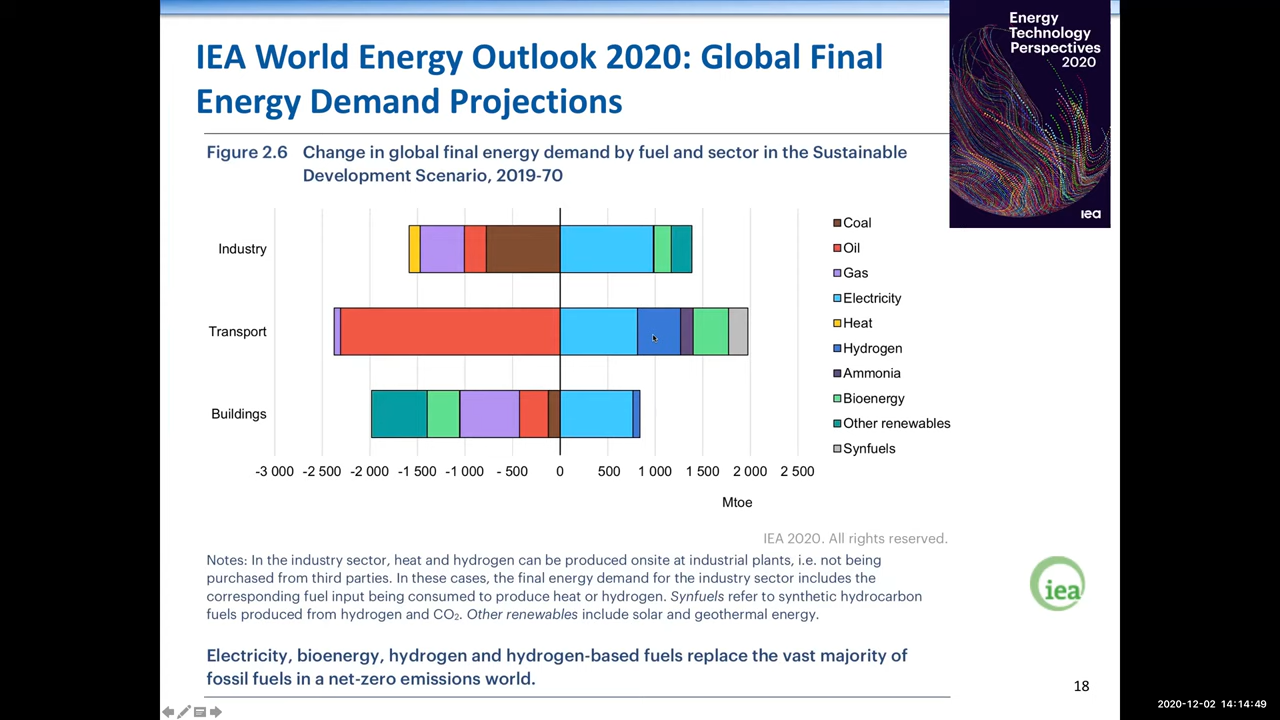 IEA World Energy Outlook 2020: Global Final
Energy Demand Projections
Energy
Technology
Perspectives
2020
iea
Figure 2.6 Change in global final energy demand by fuel and sector in the Sustainable
Development Scenario, 2019-70
Industry
Transport
Buildings
-3 000 -2 500 -2 000 -1 500 -1 000 - 500 0 500 1 000 1 500 2 000 2 500
Mtoe
Coal
Oil
Gas
Electricity
Heat
Hydrogen
Ammonia
Bioenergy
Other renewables
Synfuels
IEA 2020. All rights reserved.
Notes: In the industry sector, heat and hydrogen can be produced onsite at industrial plants, i.e. not being
purchased from third parties. In these cases, the final energy demand for the industry sector includes the
corresponding fuel input being consumed to produce heat or hydrogen. Synfuels refer to synthetic hydrocarbon
fuels produced from hydrogen and CO₂. Other renewables include solar and geothermal energy.
iea
Electricity, bioenergy, hydrogen and hydrogen-based fuels replace the vast majority of
fossil fuels in a net-zero emissions world.
18
2020-12-02 14:14:49